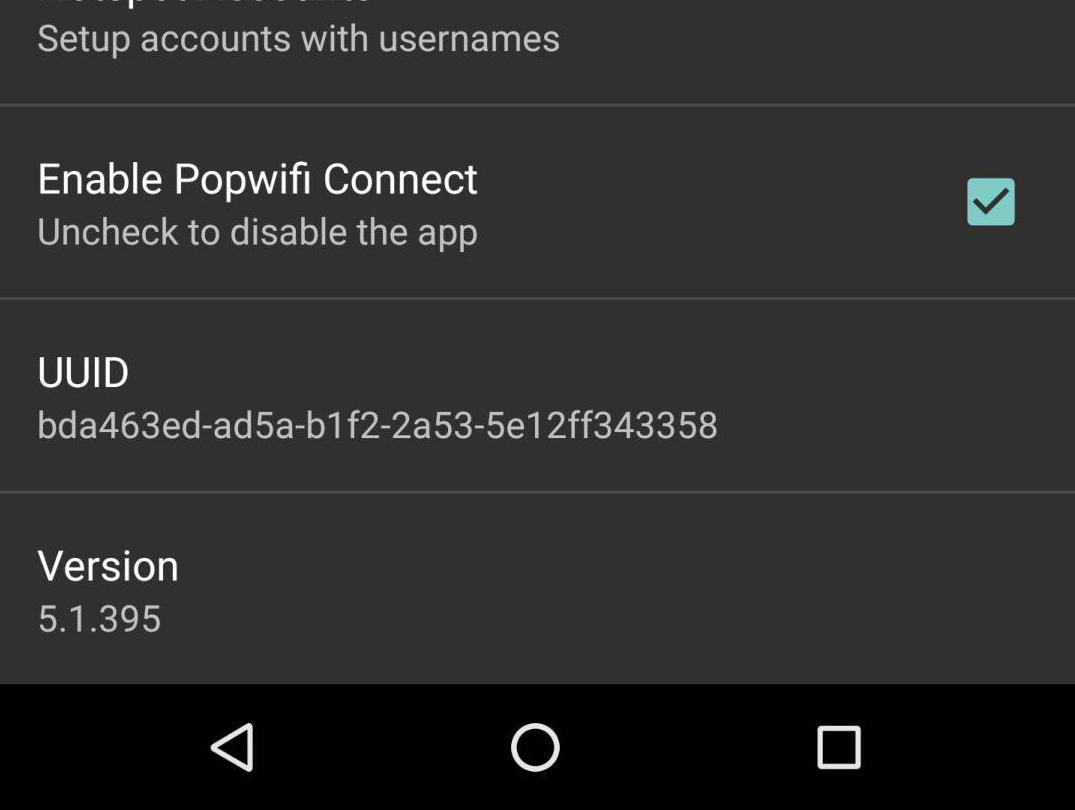 Setup accounts with usernames
Enable Popwifi Connect
Uncheck to disable the app
UUID
bda463ed-ad5a-b1f2-2a53-5e12ff343358
Version
5.1.395